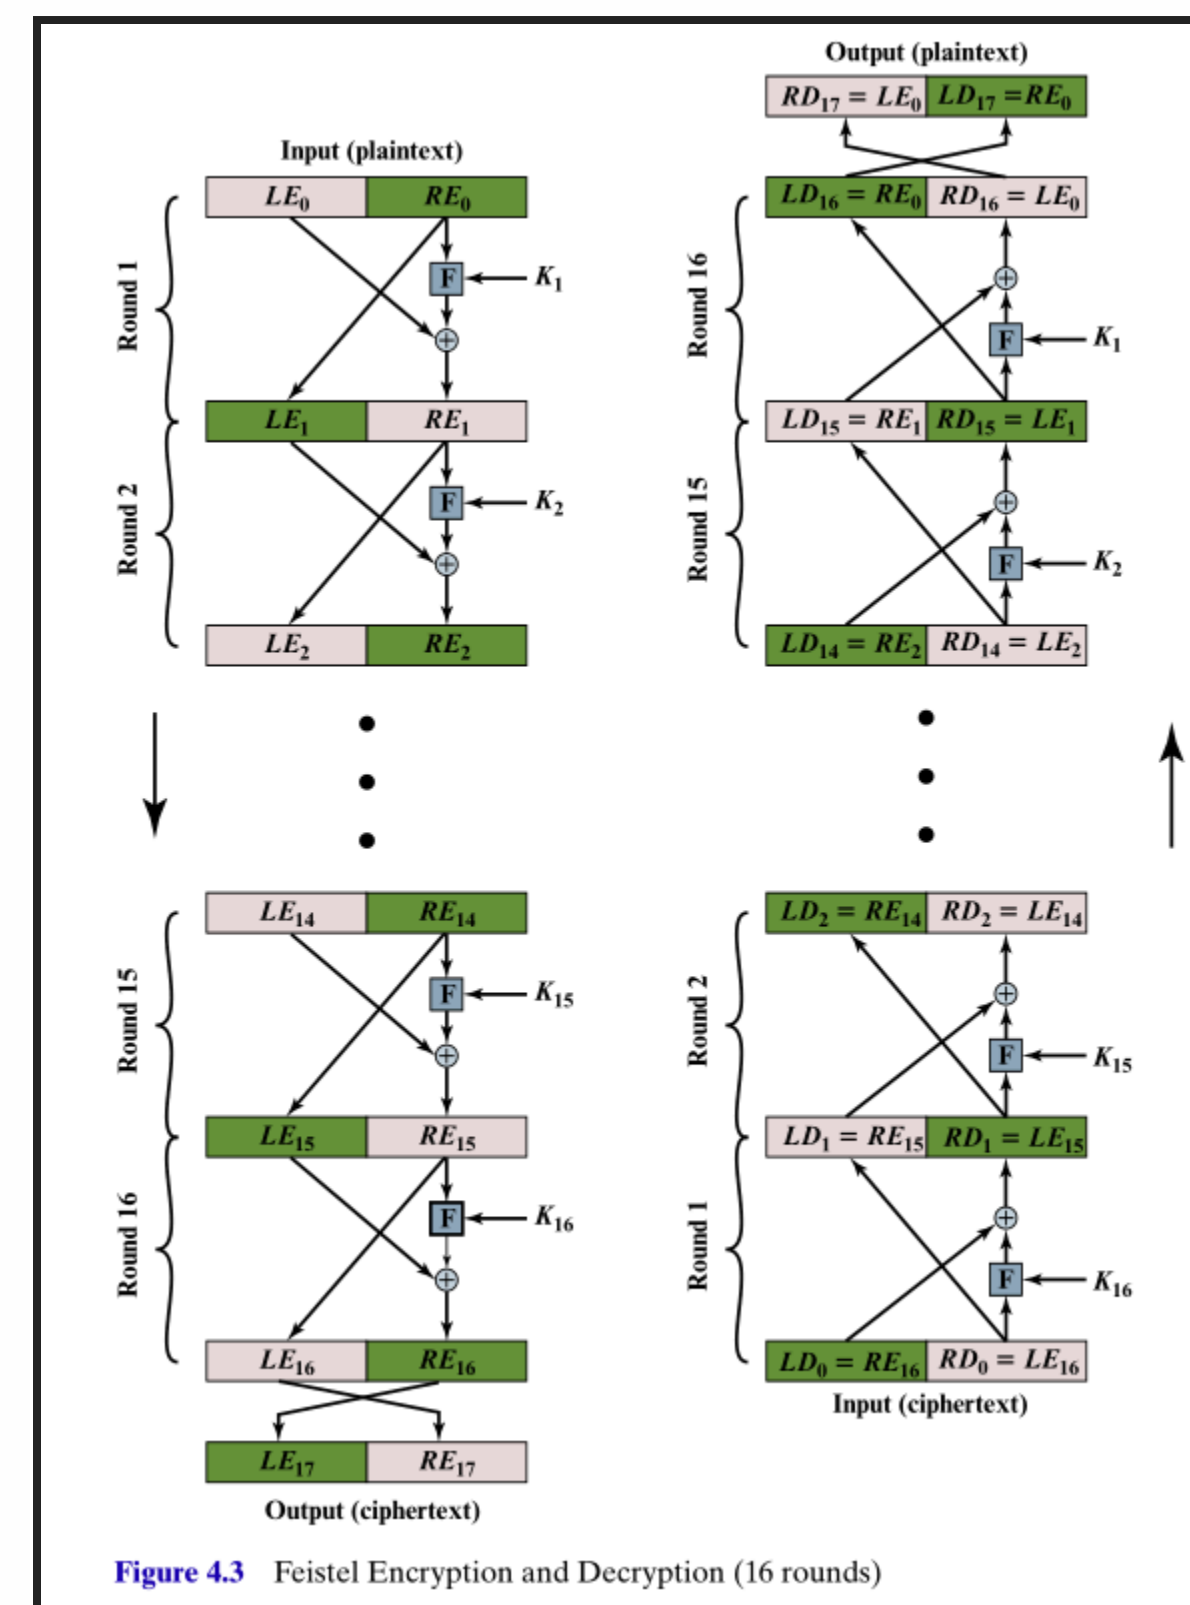 Input (plaintext)
LE₀ RE₀
Round 1
F K₁
LE₁ RE₁
Round 2
F K₂
LE₂ RE₂
LE₁₄ RE₁₄
Round 15
F K₁₅
LE₁₅ RE₁₅
Round 16
F K₁₆
LE₁₆ RE₁₆
LE₁₇ RE₁₇
Output (ciphertext)
Output (plaintext)
RD₁₇ = LE₀ LD₁₇ =RE₀
LD₁₆ = RE₀ RD₁₆ = LE₀
Round 16
F K₁
LD₁₅ = RE₁ RD₁₅ = LE₁
Round 15
F K₂
LD₁₄ = RE₂ RD₁₄ = LE₂
LD₂ = RE₁₄ RD₂ = LE₁₄
Round 2
F K₁₅
LD₁ = RE₁₅ RD₁ = LE₁₅
Round 1
F K₁₆
LD₀ = RE₁₆ RD₀ = LE₁₆
Input (ciphertext)
Figure 4.3 Feistel Encryption and Decryption (16 rounds)